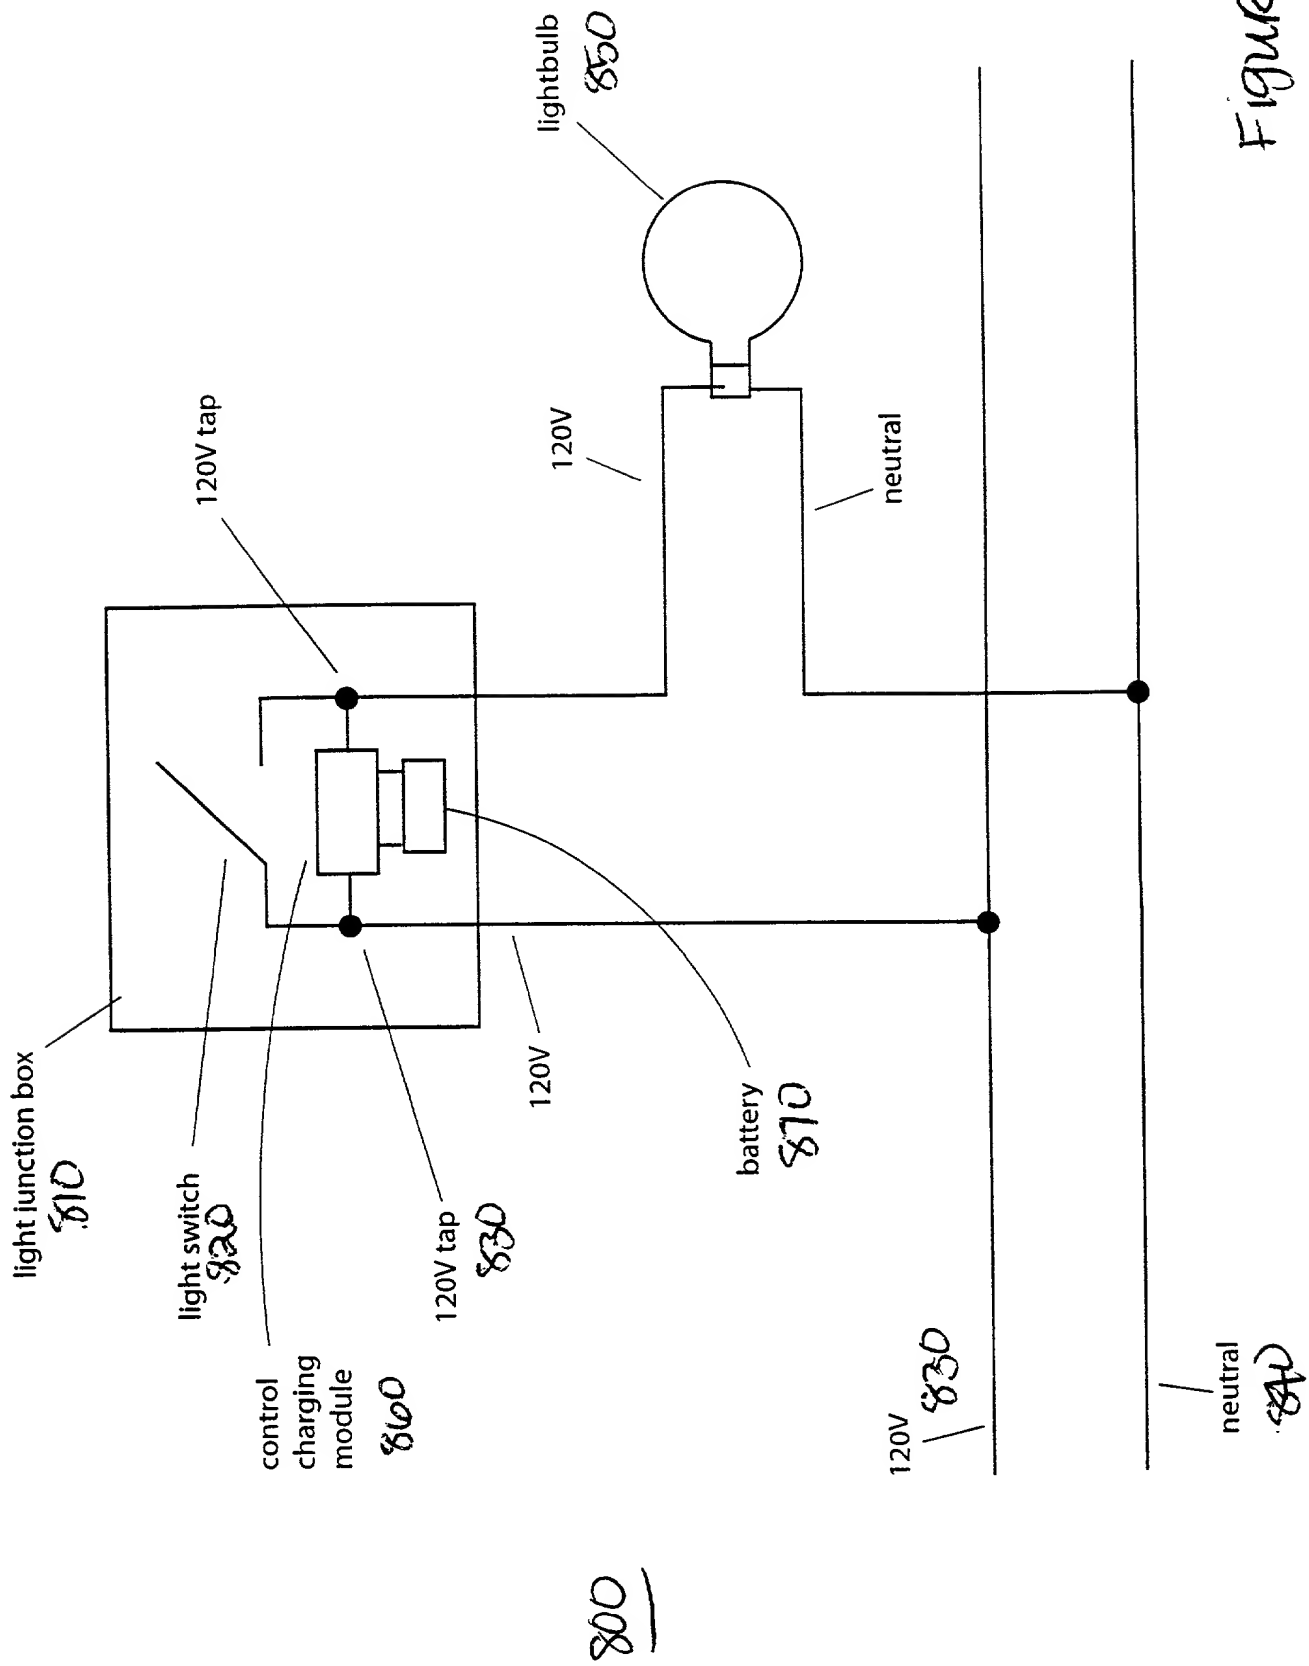 light junction box
810
light switch
820
control
charging
module
860
120V tap
830
120V tap
120V
battery
870
120V
neutral
lightbulb
850
120V
830
neutral
840
800